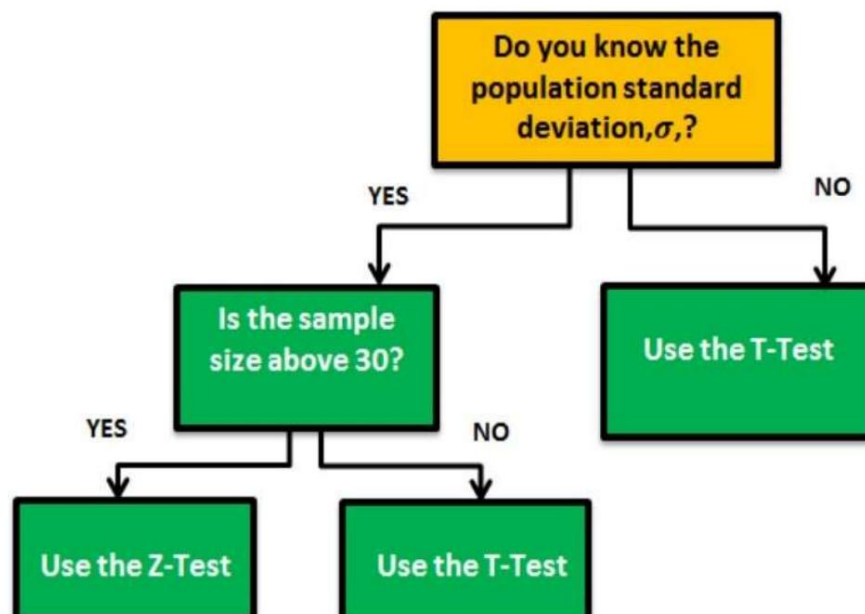 Do you know the
population standard
deviation,σ,?
YES
NO
Is the sample
size above 30?
Use the T-Test
YES
NO
Use the Z-Test
Use the T-Test